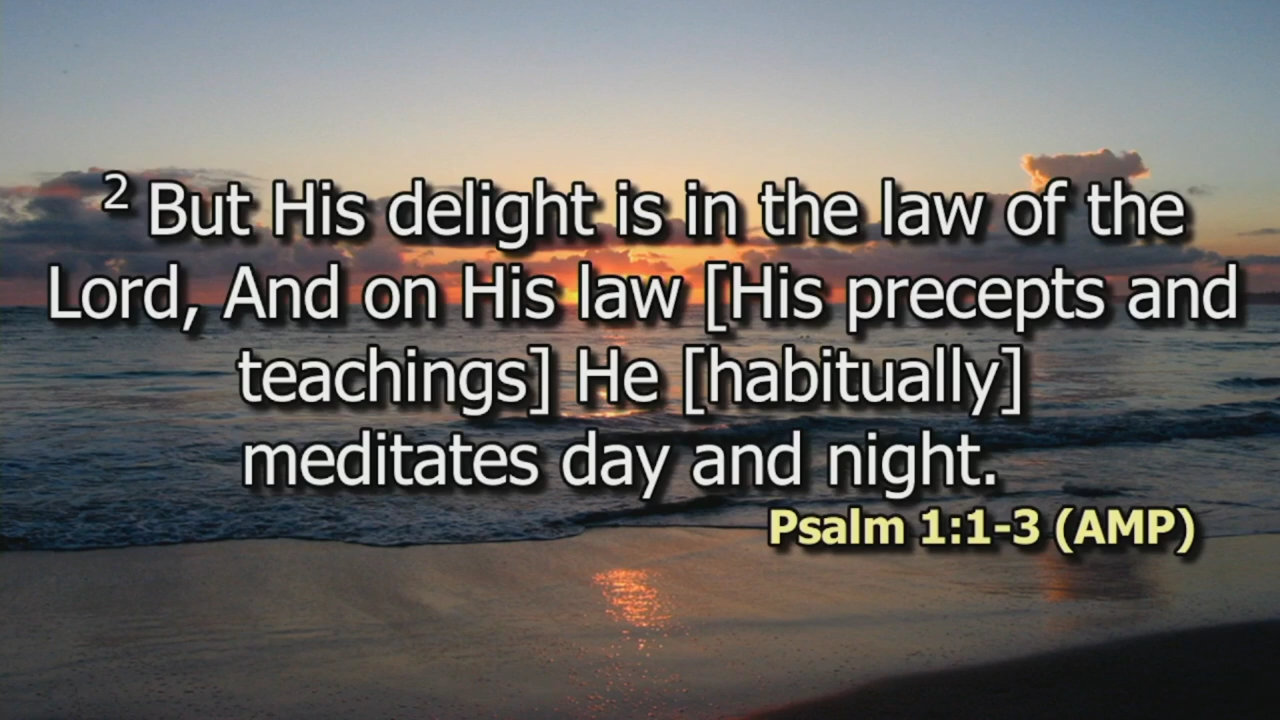 2 But His delight is in the law of the
Lord, And on His law [His precepts and
teachings] He [habitually]
meditates day and night.
Psalm 1:1-3 (AMP)